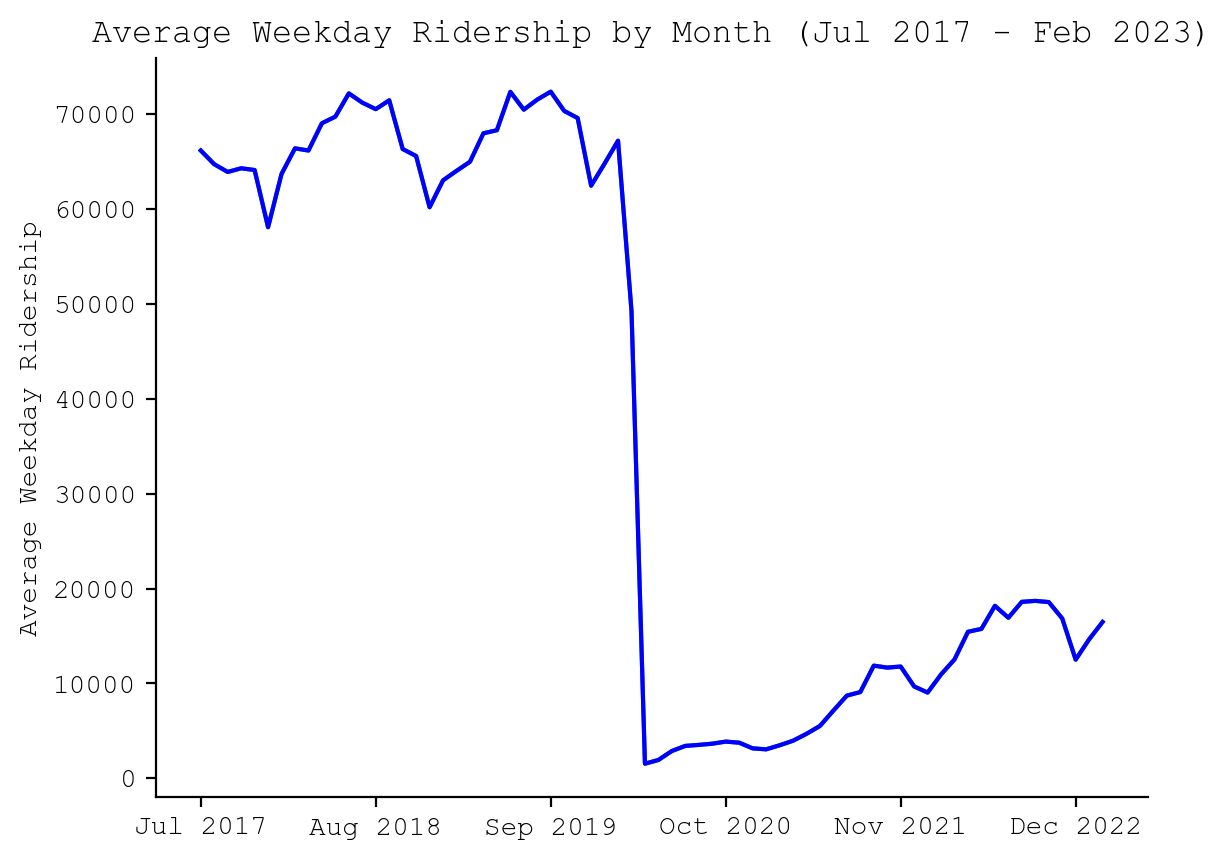 Average Weekday Ridership by Month (Jul 2017 - Feb 2023)
Average Weekday Ridership
70000
60000
50000
40000
30000
20000
10000
0
Jul 2017 Aug 2018 Sep 2019 Oct 2020 Nov 2021 Dec 2022